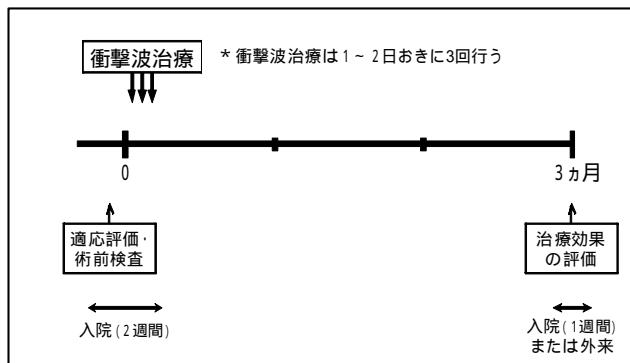 衝撃波治療
*衝撃波治療は1~2日おきに3回行う
0
3ヵ月
適応評価・
術前検査
治療効果
の評価
入院(2週間)
入院(1週間)
または外来